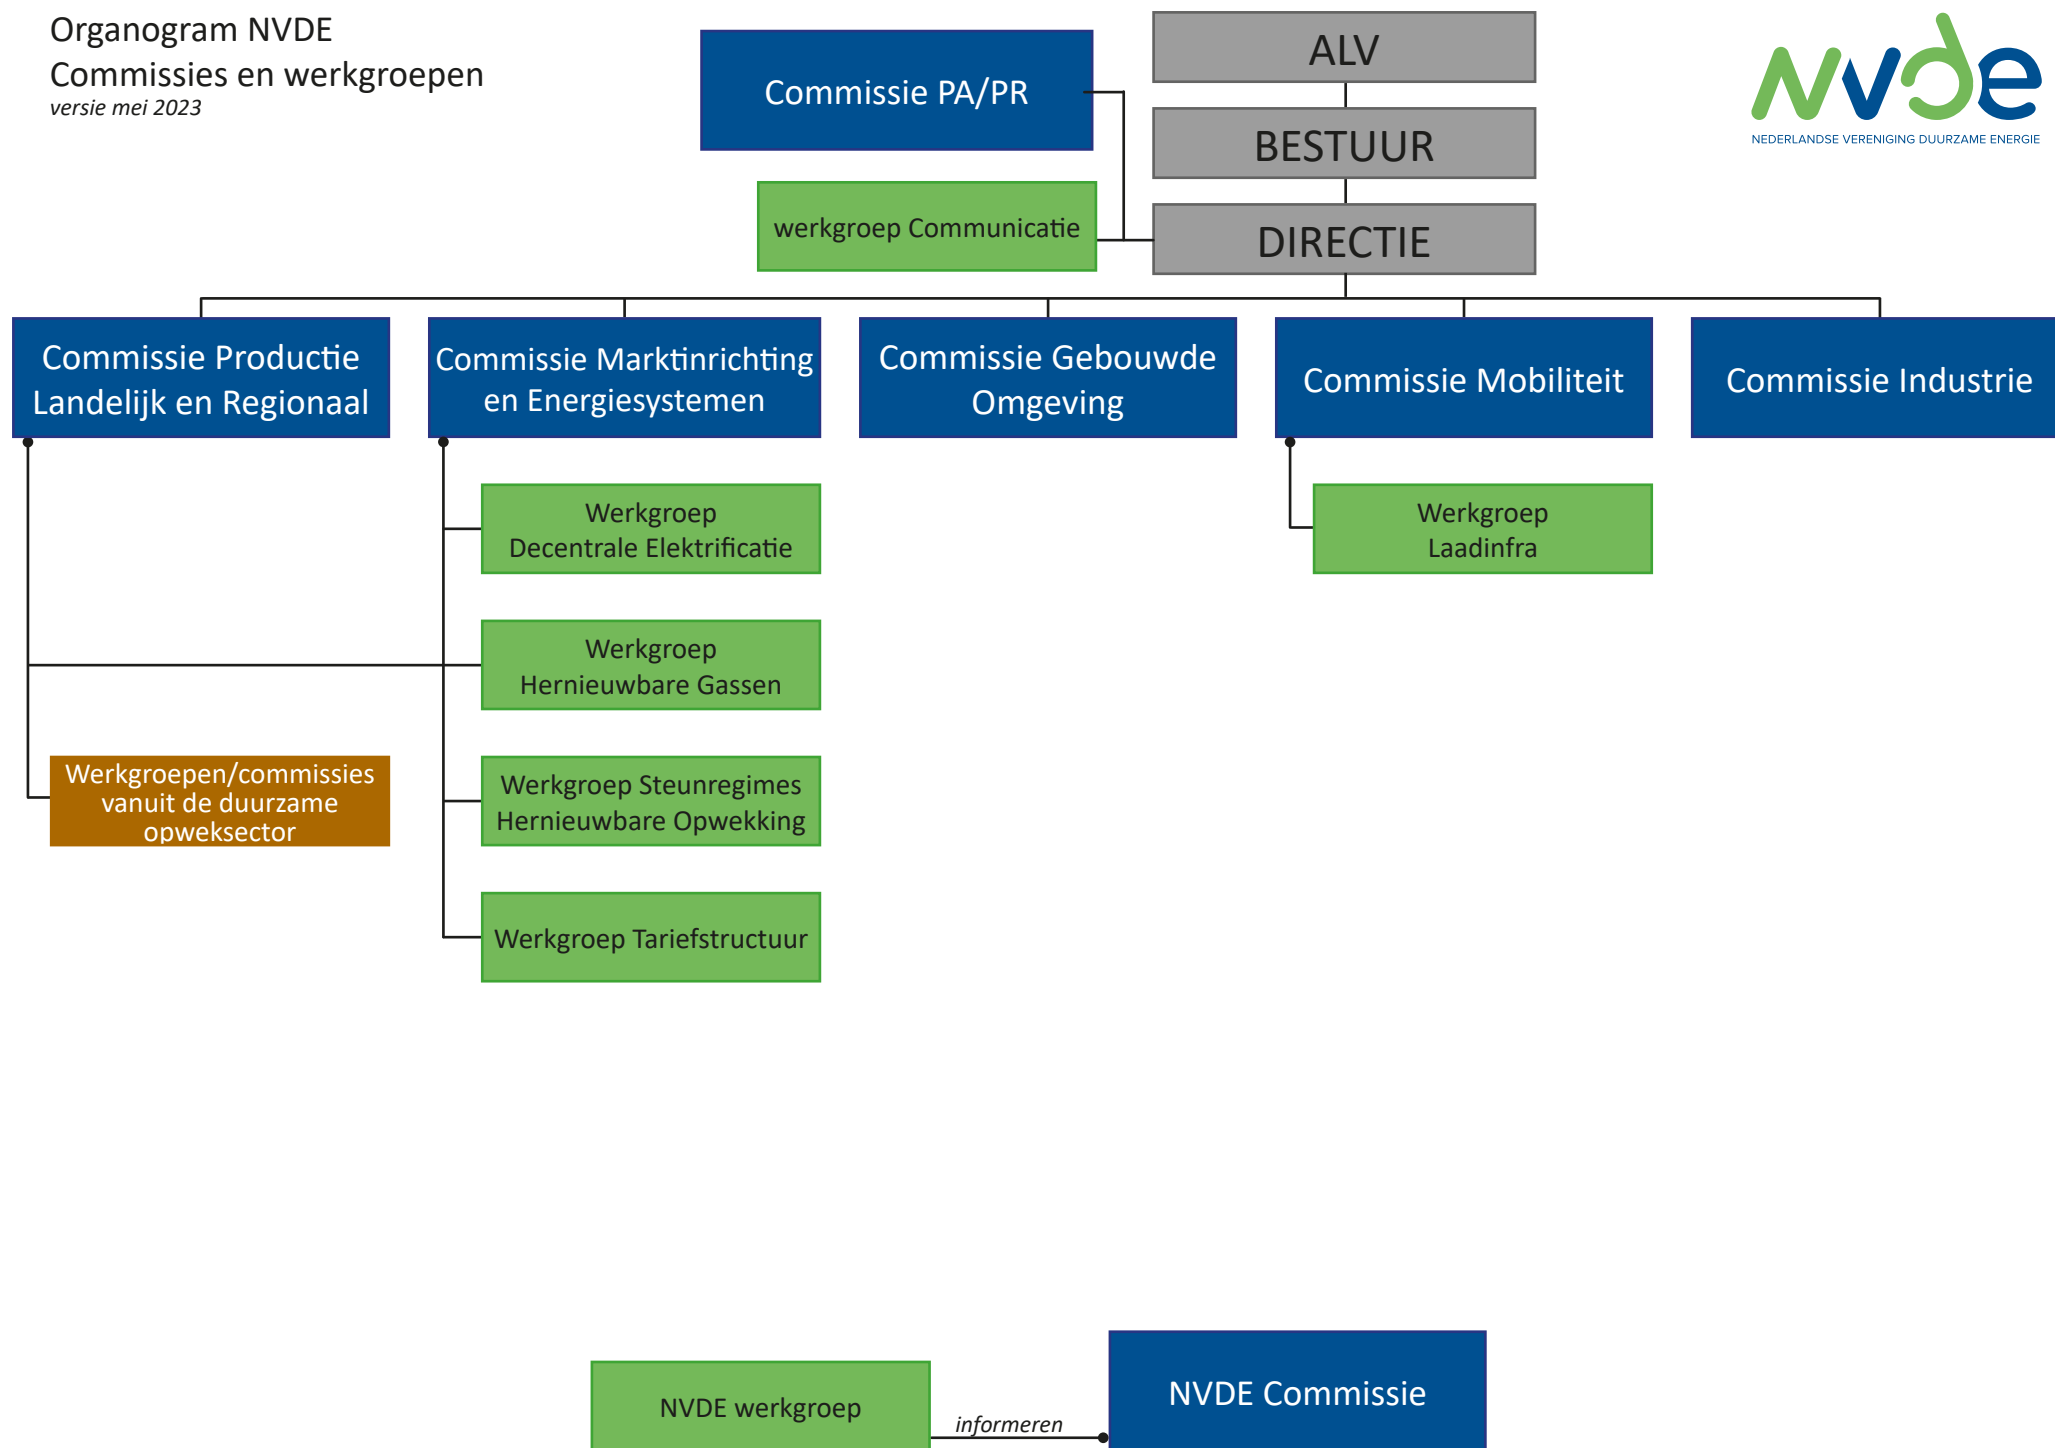 Organogram NVDE
Commissies en werkgroepen
versie mei 2023
Commissie PA/PR
ALV
BESTUUR
DIRECTIE
nvde
NEDERLANDSE VERENIGING DUURZAME ENERGIE
werkgroep Communicatie
Commissie Productie
Landelijk en Regionaal
Commissie Marktinrichting
en Energiesystemen
Commissie Gebouwde
Omgeving
Commissie Mobiliteit
Commissie Industrie
Werkgroep
Decentrale Elektrificatie
Werkgroep
Laadinfra
Werkgroep
Hernieuwbare Gassen
Werkgroepen/commissies
vanuit de duurzame
opweksector
Werkgroep Steunregimes
Hernieuwbare Opwekking
Werkgroep Tariefstructuur
NVDE werkgroep
informeren
NVDE Commissie